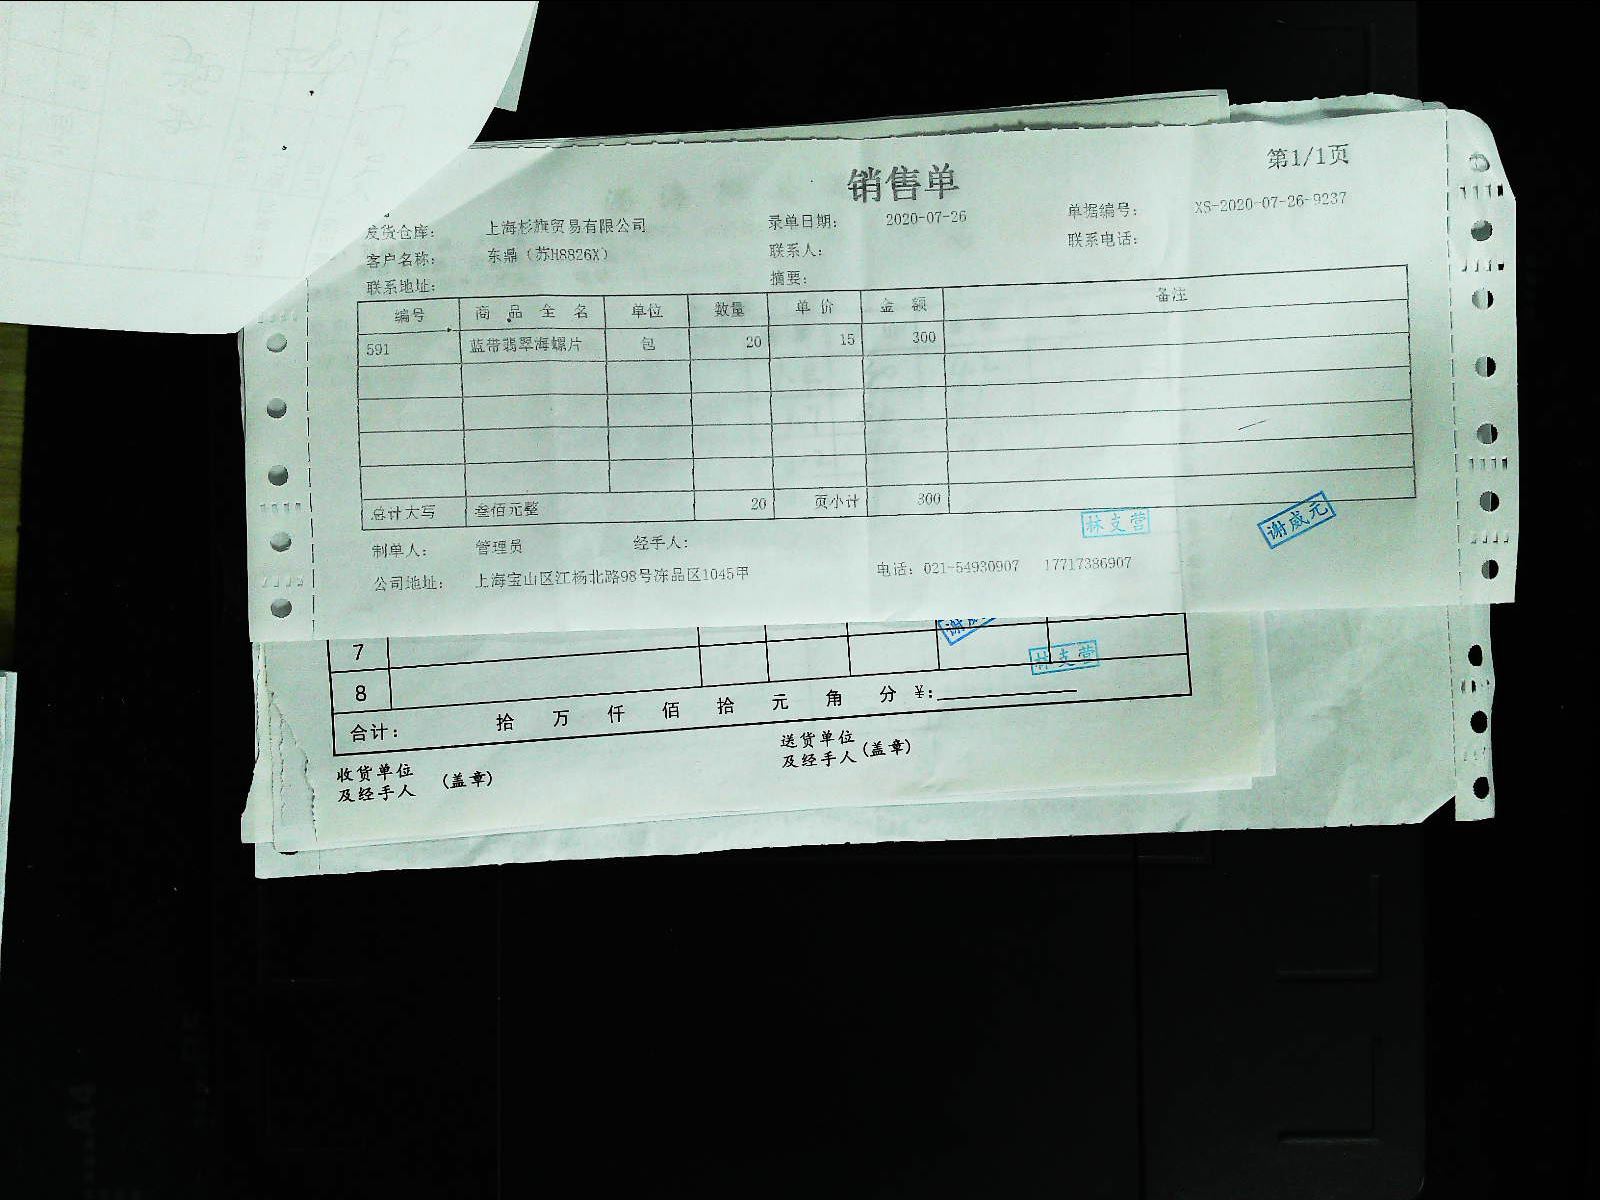 销售单
第1/1页
发货仓库： 上海杉旗贸易有限公司 录单日期： 2020-07-26 单据编号： XS-2020-07-26-9237
客户名称： 东鼎（苏H8826X） 联系人： 联系电话：
联系地址： 摘要：
编号 商品全名 单位 数量 单价 金额 备注
591 蓝带翡翠海螺片 包 20 15 300
总计大写 叁佰元整 20 页小计 300
林支营 谢威元
制单人： 管理员 经手人：
公司地址： 上海宝山区江杨北路98号冻品区1045甲 电话：021-54930907 17717386907
7
8 林支营
合计： 拾 万 仟 佰 拾 元 角 分 ¥：
收货单位及经手人 （盖章） 送货单位及经手人（盖章）